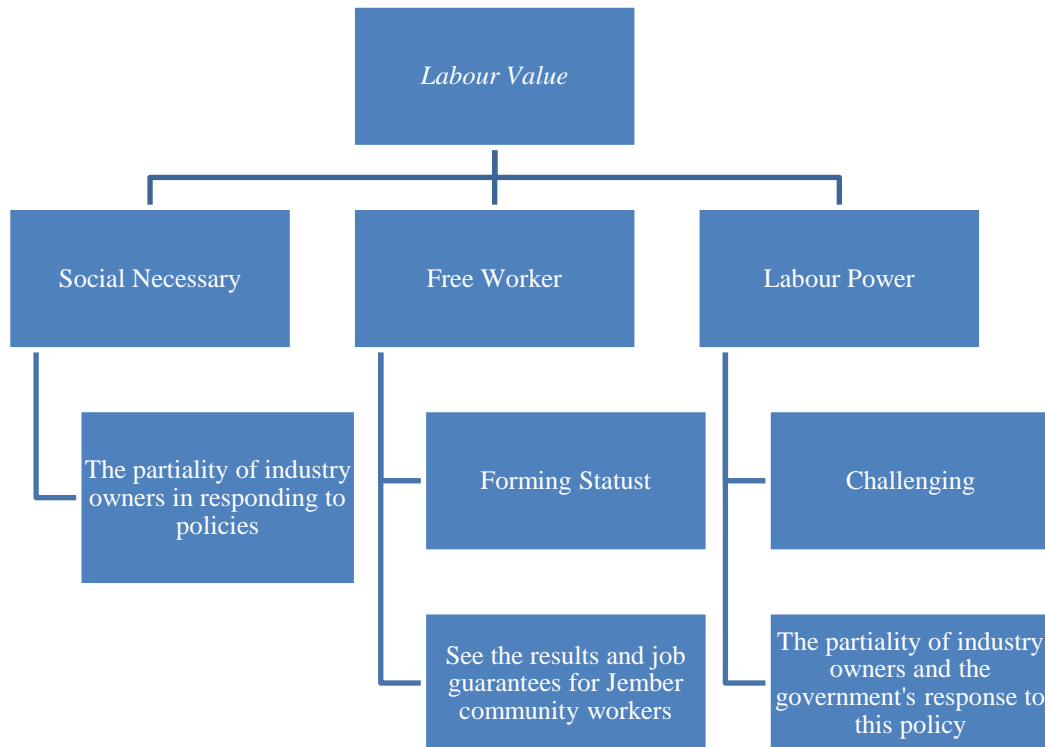 Labour Value
Social Necessary
Free Worker
Labour Power
The partiality of industry
owners in responding to
policies
Forming Statust
Challenging
See the results and job
guarantees for Jember
community workers
The partiality of industry
owners and the
government's response to
this policy